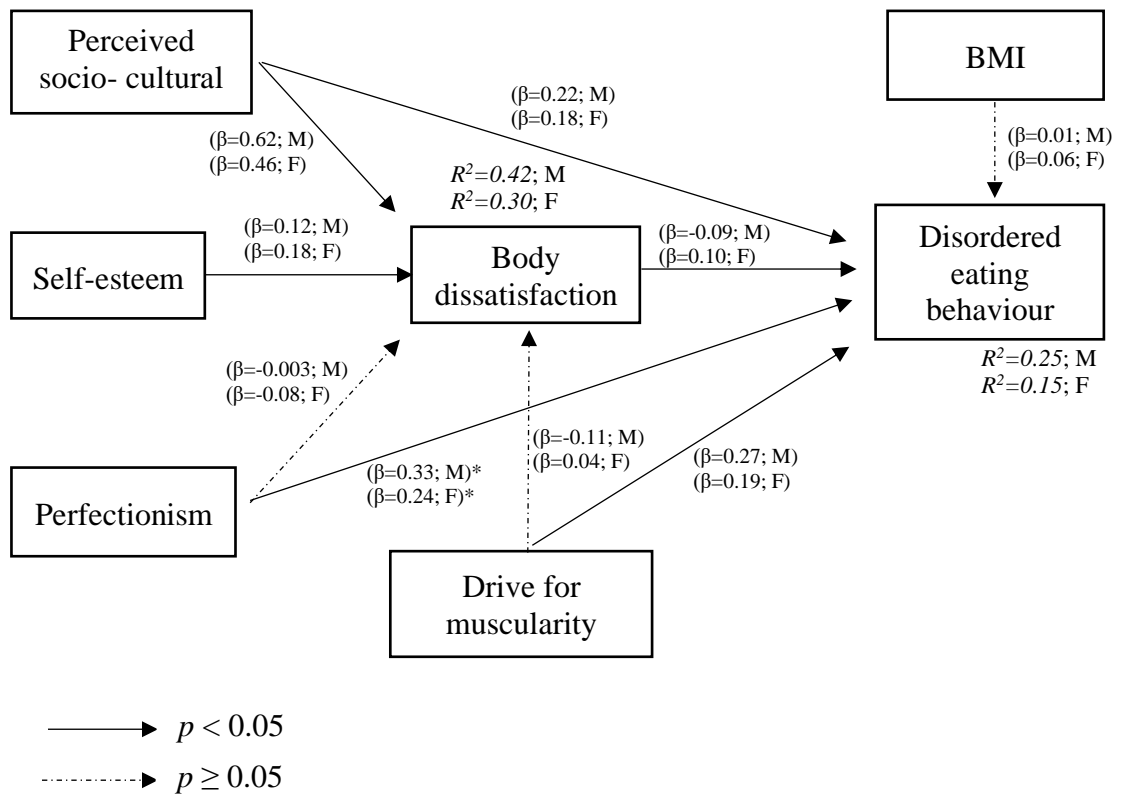 Perceived
socio- cultural
BMI
(β=0.22; M)
(β=0.18; F)
(β=0.01; M)
(β=0.06; F)
(β=0.62; M)
(β=0.46; F)
R²=0.42; M
R²=0.30; F
Self-esteem
(β=0.12; M)
(β=0.18; F)
Body
dissatisfaction
(β=-0.09; M)
(β=0.10; F)
Disordered
eating
behaviour
R²=0.25; M
R²=0.15; F
(β=-0.003; M)
(β=-0.08; F)
Perfectionism
(β=0.33; M)*
(β=0.24; F)*
(β=-0.11; M)
(β=0.04; F)
(β=0.27; M)
(β=0.19; F)
Drive for
muscularity
p < 0.05
p ≥ 0.05